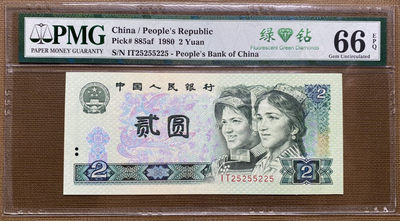 PMG
PAPER MONEY GUARANTY
China / People's Republic
Pick# 885af 1980 2 Yuan
S/N IT25255225 - People's Bank of China
绿钻
Fluorescent Green Diamonds
66 EPQ
Gem Uncirculated
中国人民银行
2
贰圆
2
2
IT25255225